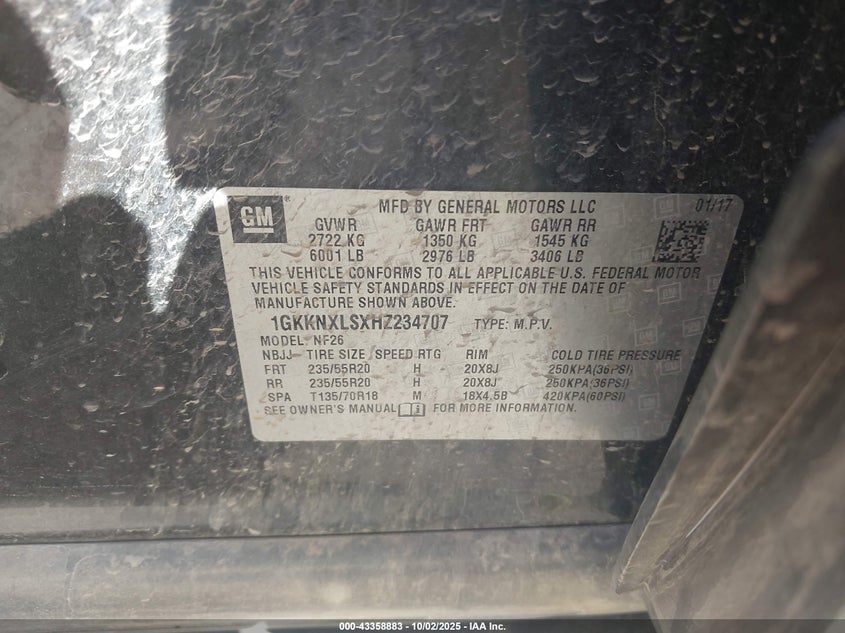 GM
MFD BY GENERAL MOTORS LLC 01/17
GVWR GAWR FRT GAWR RR
2722 KG 1350 KG 1545 KG
6001 LB 2976 LB 3406 LB
THIS VEHICLE CONFORMS TO ALL APPLICABLE U.S. FEDERAL MOTOR
VEHICLE SAFETY STANDARDS IN EFFECT ON THE DATE OF
MANUFACTURE SHOWN ABOVE.
1GKKNXLSXHZ234707 TYPE: M.P.V.
MODEL: NF26
NBJJ TIRE SIZE SPEED RTG RIM COLD TIRE PRESSURE
FRT 235/55R20 H 20X8J 250KPA(36PSI)
RR 235/55R20 H 20X8J 250KPA(36PSI)
SPA T135/70R18 M 18X4.5B 420KPA(60PSI)
SEE OWNER'S MANUAL FOR MORE INFORMATION.
000-43358883 - 10/02/2025 - IAA Inc.